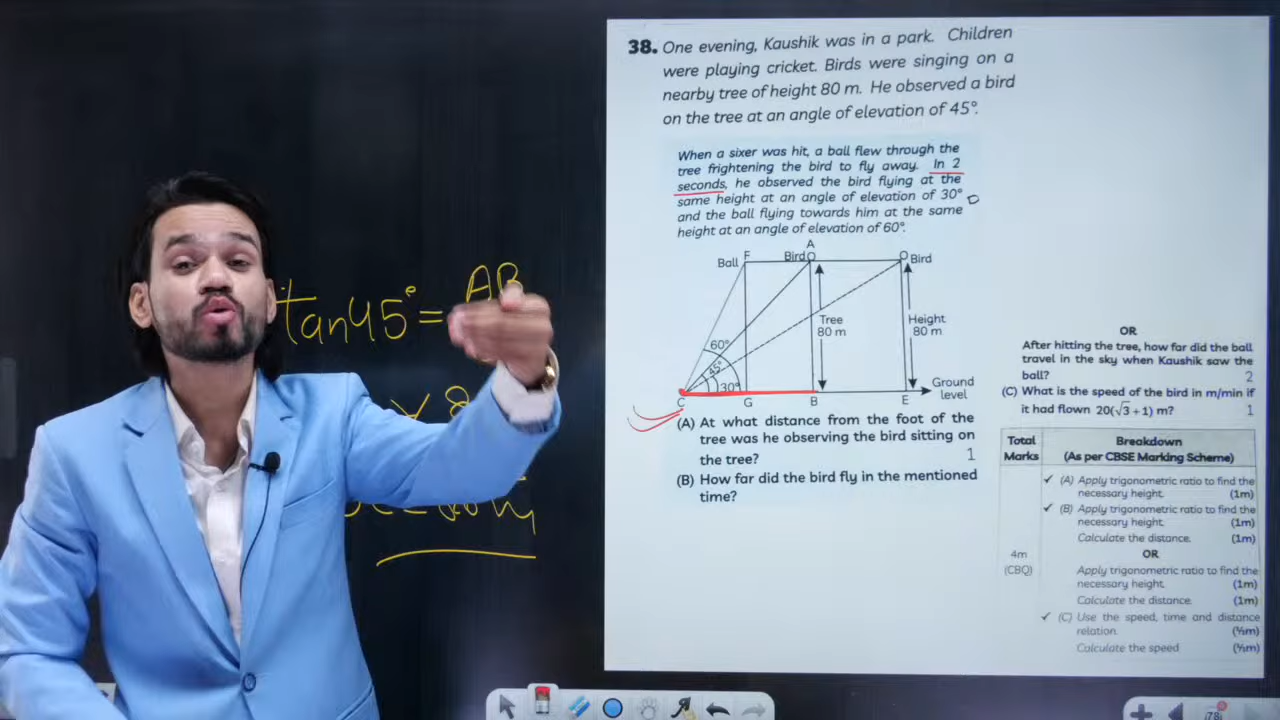 tan45° = AB
38. One evening, Kaushik was in a park. Children
were playing cricket. Birds were singing on a
nearby tree of height 80 m. He observed a bird
on the tree at an angle of elevation of 45°.
When a sixer was hit, a ball flew through the
tree frightening the bird to fly away. In 2
seconds, he observed the bird flying at the
same height at an angle of elevation of 30°
and the ball flying towards him at the same
height at an angle of elevation of 60°.
A
Ball F Bird Bird
Tree
80 m
Height
80 m
60°
45°
30°
C G B E
Ground
level
(A) At what distance from the foot of the
tree was he observing the bird sitting on
the tree? 1
(B) How far did the bird fly in the mentioned
time?
OR
After hitting the tree, how far did the ball
travel in the sky when Kaushik saw the
ball? 2
(C) What is the speed of the bird in m/min if
it had flown 20(√3 + 1) m? 1
Total
Marks
Breakdown
(As per CBSE Marking Scheme)
4m
(CBQ)
✓ (A) Apply trigonometric ratio to find the
necessary height. (1m)
✓ (B) Apply trigonometric ratio to find the
necessary height. (1m)
Calculate the distance. (1m)
OR
Apply trigonometric ratio to find the
necessary height. (1m)
Calculate the distance. (1m)
✓ (C) Use the speed, time and distance
relation. (½m)
Calculate the speed (½m)